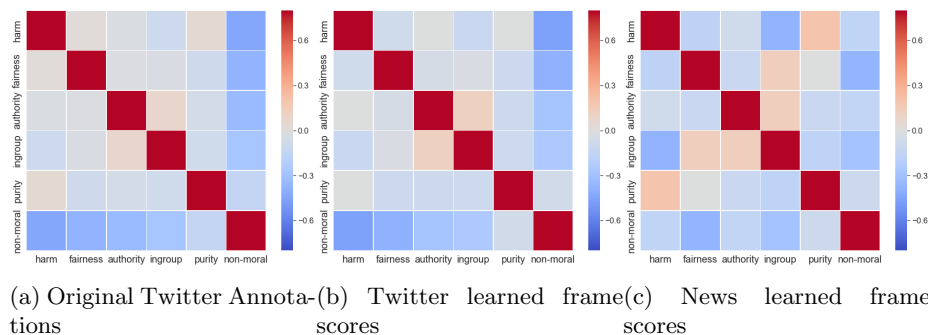 harm
fairness
authority
ingroup
purity
non-moral
harm fairness authority ingroup purity non-moral
0.6
0.3
0.0
−0.3
−0.6
harm
fairness
authority
ingroup
purity
non-moral
harm fairness authority ingroup purity non-moral
0.6
0.3
0.0
−0.3
−0.6
harm
fairness
authority
ingroup
purity
non-moral
harm fairness authority ingroup purity non-moral
0.6
0.3
0.0
−0.3
−0.6
(a) Original Twitter Annota-
tions
(b) Twitter learned frame
scores
(c) News learned frame
scores